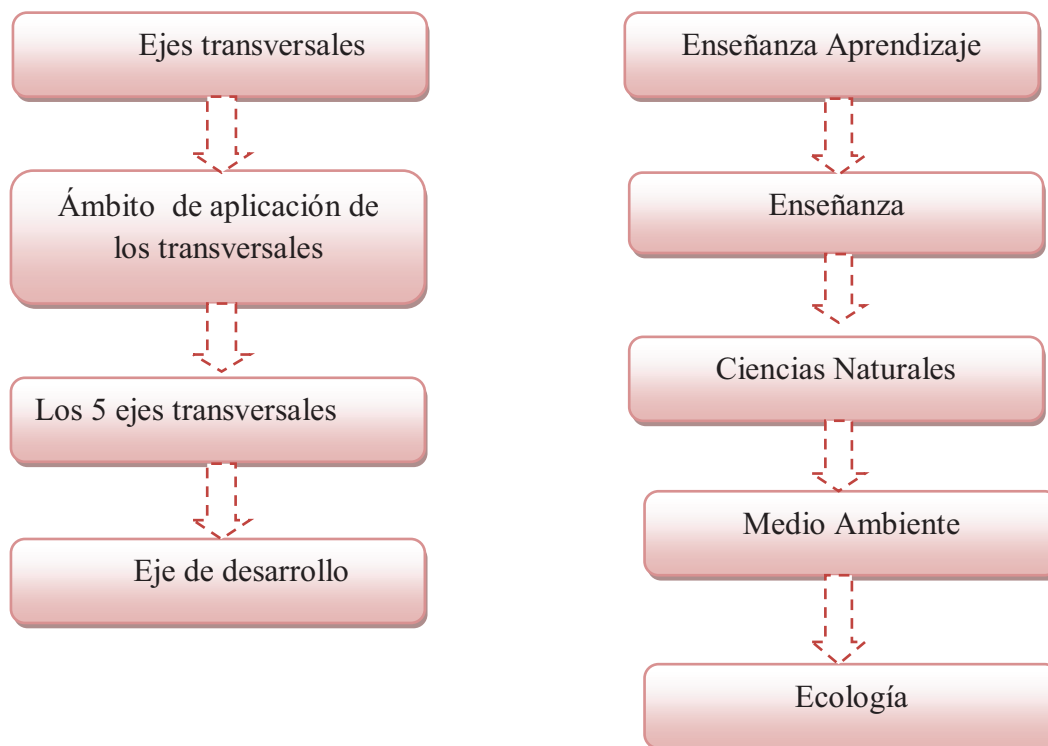 Ejes transversales
Ámbito de aplicación de
los transversales
Los 5 ejes transversales
Eje de desarrollo
Enseñanza Aprendizaje
Enseñanza
Ciencias Naturales
Medio Ambiente
Ecología